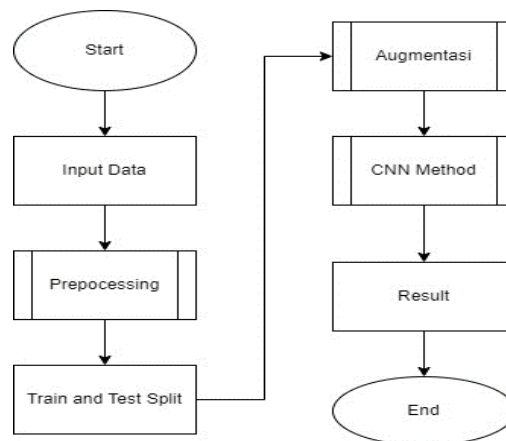 Start
Input Data
Prepocessing
Train and Test Split
Augmentasi
CNN Method
Result
End